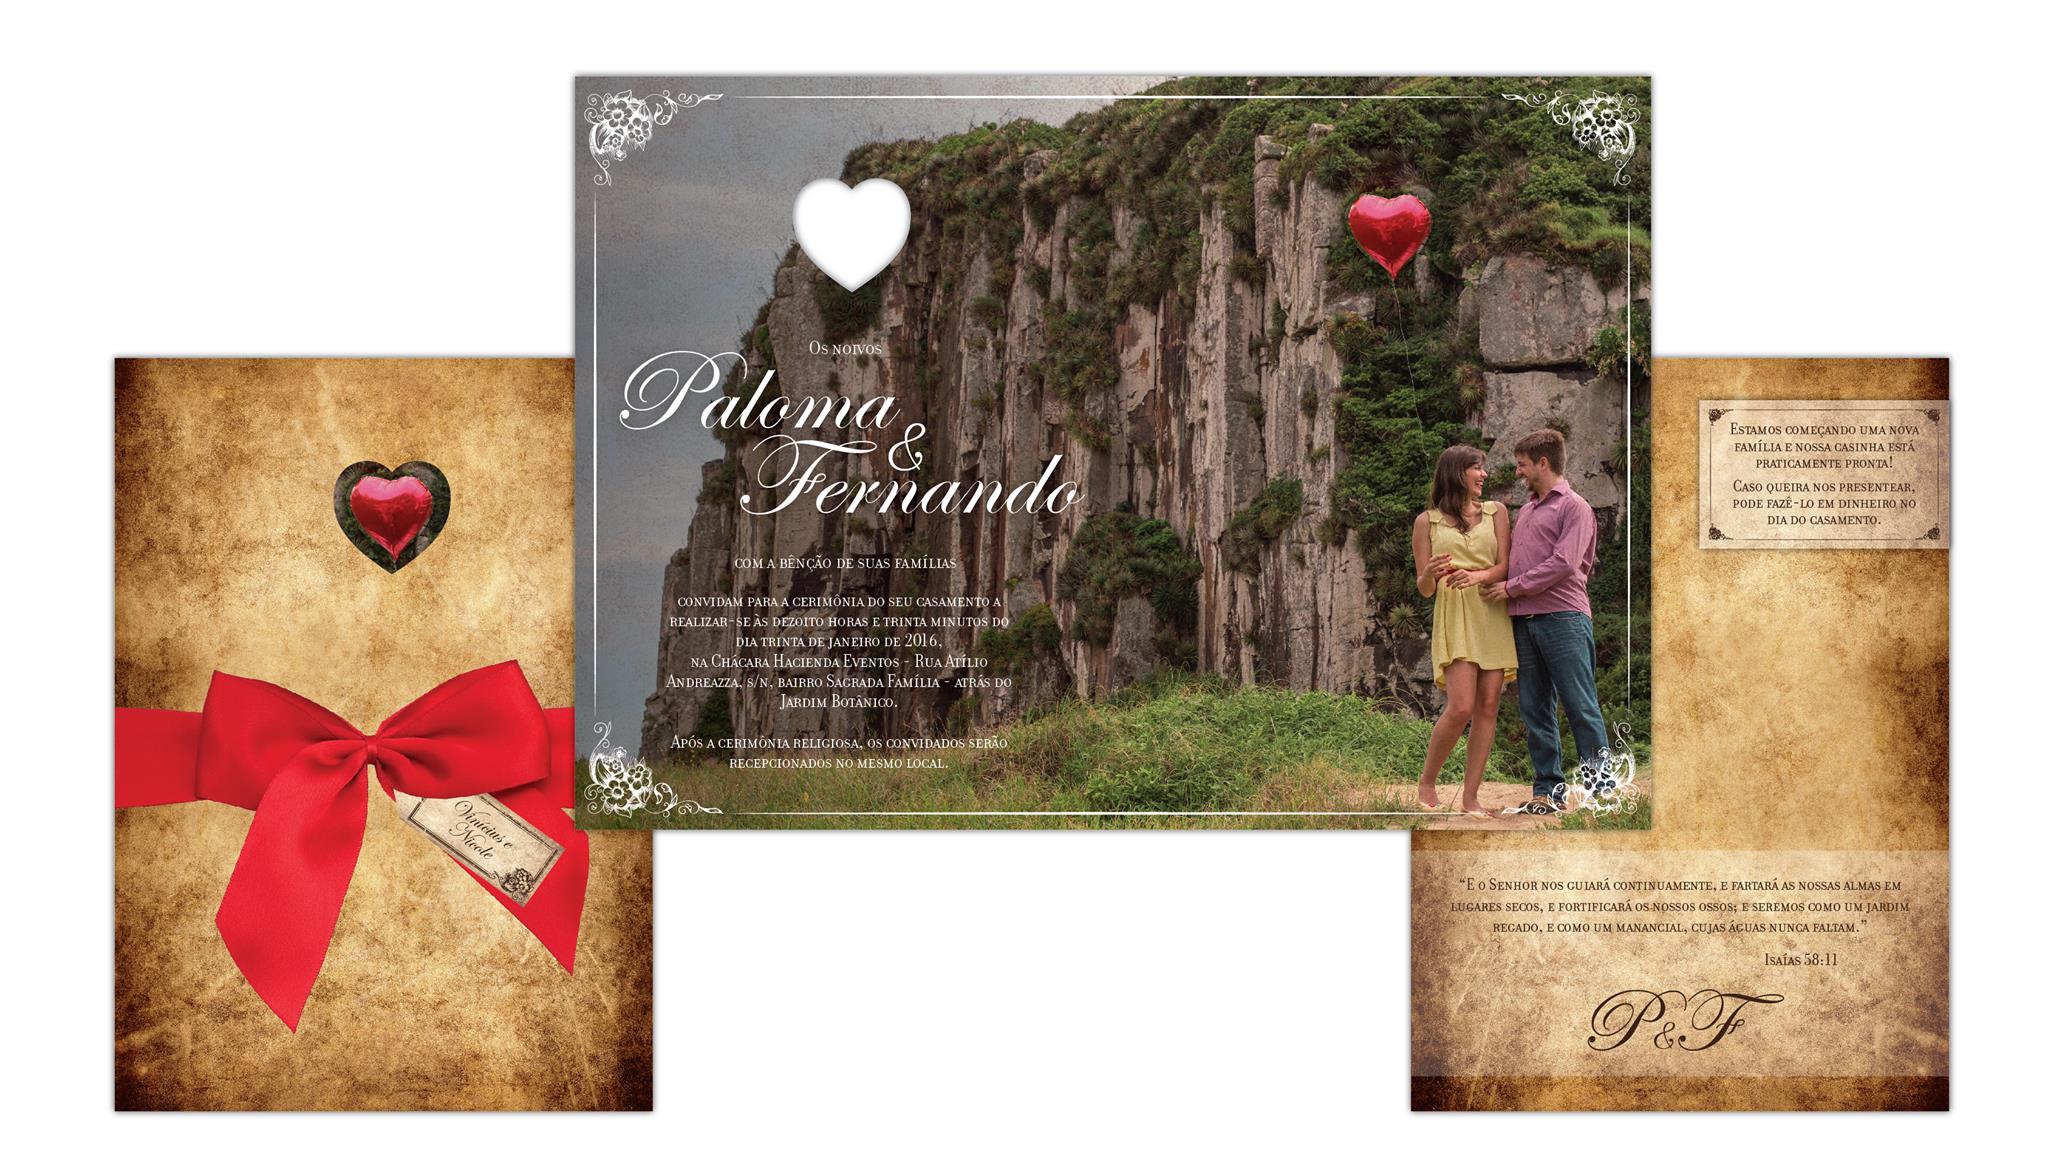 Vinícius e
Nicole
Os noivos
Paloma
&
Fernando
com a bênção de suas famílias
convidam para a cerimônia do seu casamento a
realizar-se às dezoito horas e trinta minutos do
dia trinta de janeiro de 2016,
na Chácara Hacienda Eventos - Rua Atílio
Andreazza, s/n, bairro Sagrada Família - atrás do
Jardim Botânico.
Após a cerimônia religiosa, os convidados serão
recepcionados no mesmo local.
Estamos começando uma nova
família e nossa casinha está
praticamente pronta!
Caso queira nos presentear,
pode fazê-lo em dinheiro no
dia do casamento.
“E o Senhor nos guiará continuamente, e fartará as nossas almas em
lugares secos, e fortificará os nossos ossos; e seremos como um jardim
regado, e como um manancial, cujas águas nunca faltam.”
Isaías 58:11
P&F